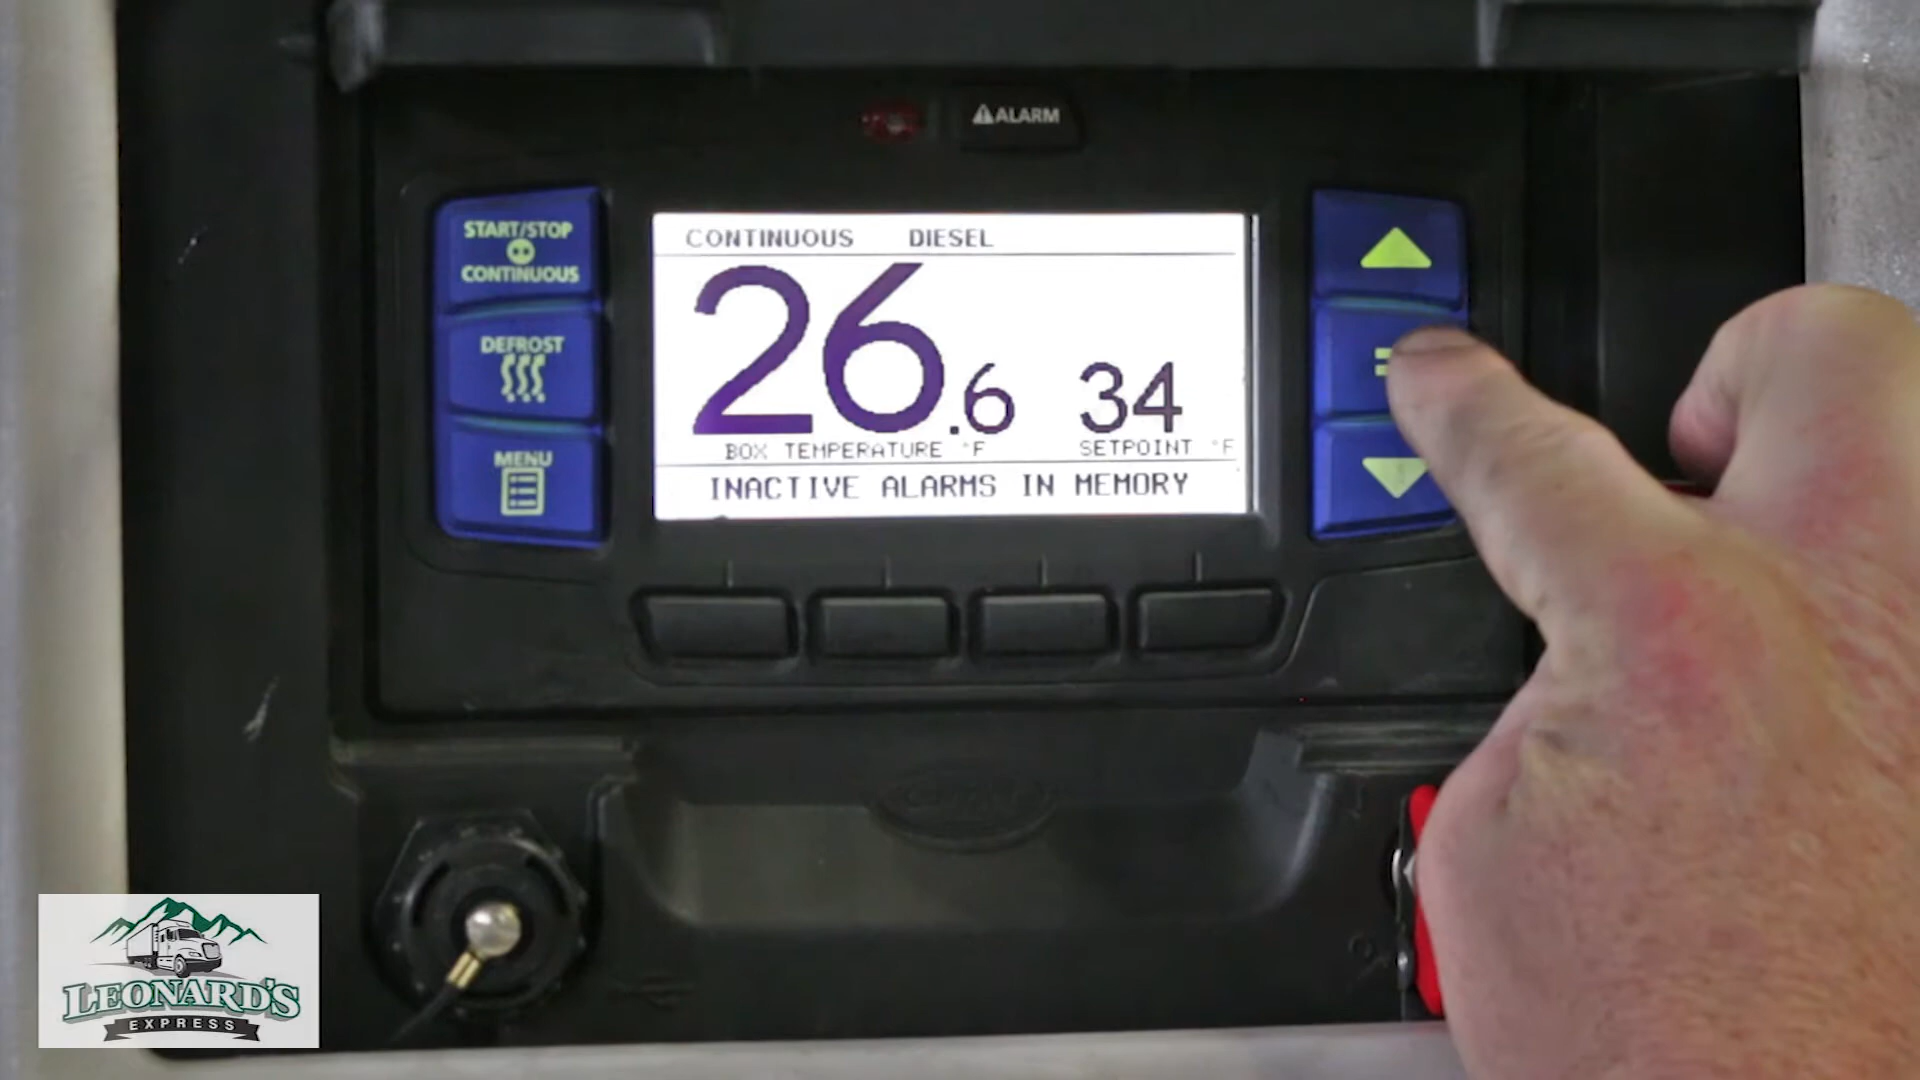 ALARM
START/STOP
CONTINUOUS
DEFROST
MENU
CONTINUOUS DIESEL
26.6 34
BOX TEMPERATURE °F SETPOINT °F
INACTIVE ALARMS IN MEMORY
=
LEONARD'S
EXPRESS